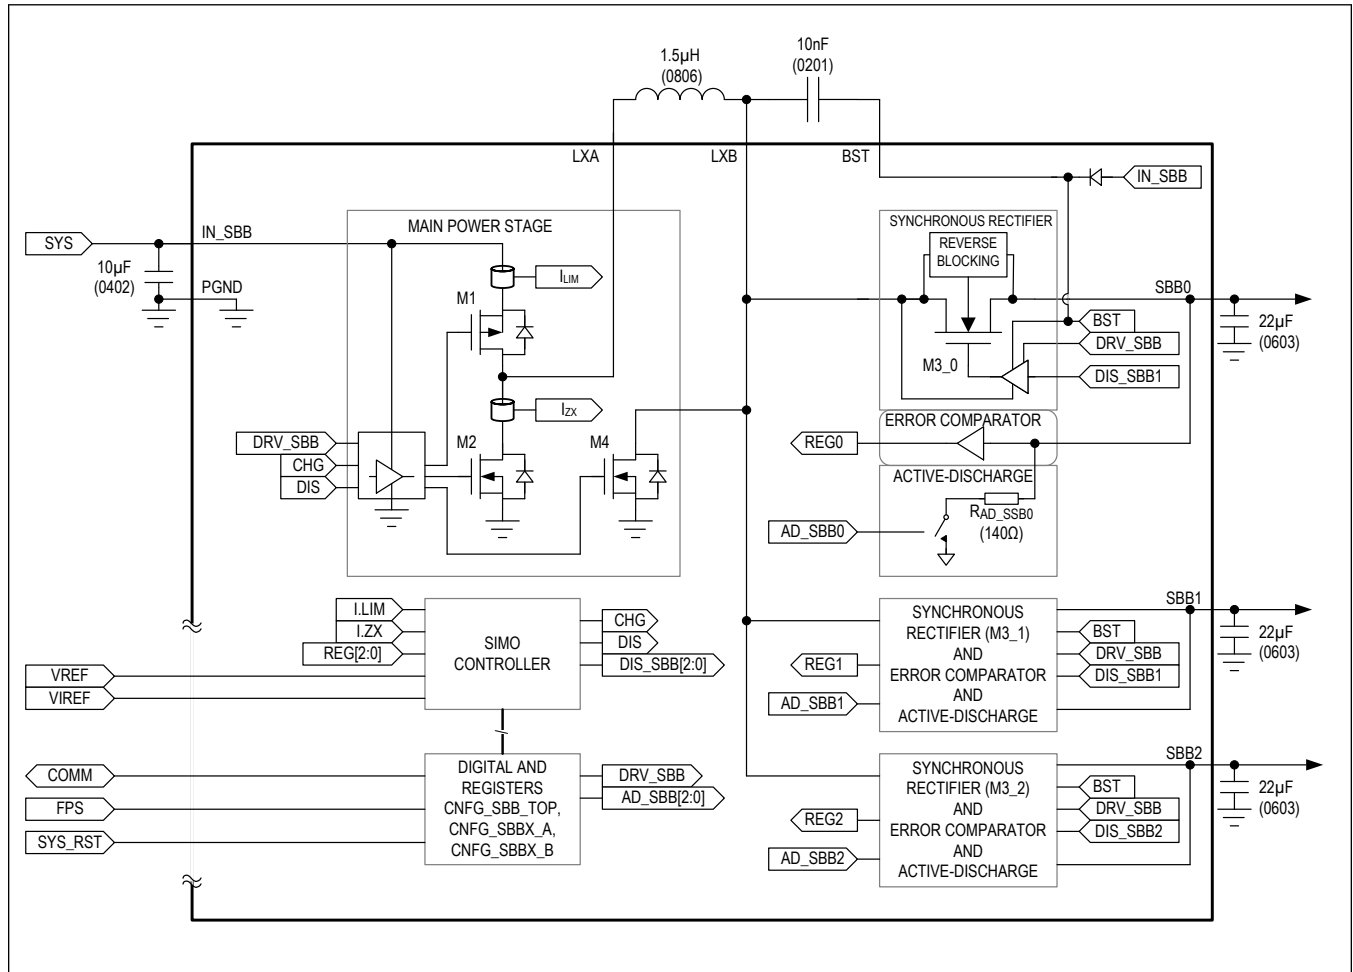 1.5µH
(0806)
10nF
(0201)
LXA
LXB
BST
IN_SBB
SYS
IN_SBB
10µF
(0402)
PGND
MAIN POWER STAGE
ILIM
M1
IZX
M2
M4
DRV_SBB
CHG
DIS
SYNCHRONOUS RECTIFIER
REVERSE
BLOCKING
SBB0
BST
DRV_SBB
M3_0
DIS_SBB1
22µF
(0603)
ERROR COMPARATOR
REG0
ACTIVE-DISCHARGE
RAD_SSB0
(140Ω)
AD_SBB0
I.LIM
I.ZX
REG[2:0]
VREF
VIREF
SIMO
CONTROLLER
CHG
DIS
DIS_SBB[2:0]
SYNCHRONOUS
RECTIFIER (M3_1)
AND
ERROR COMPARATOR
AND
ACTIVE-DISCHARGE
REG1
AD_SBB1
SBB1
BST
DRV_SBB
DIS_SBB1
22µF
(0603)
COMM
FPS
SYS_RST
DIGITAL AND
REGISTERS
CNFG_SBB_TOP,
CNFG_SBBX_A,
CNFG_SBBX_B
DRV_SBB
AD_SBB[2:0]
SYNCHRONOUS
RECTIFIER (M3_2)
AND
ERROR COMPARATOR
AND
ACTIVE-DISCHARGE
REG2
AD_SBB2
SBB2
BST
DRV_SBB
DIS_SBB2
22µF
(0603)